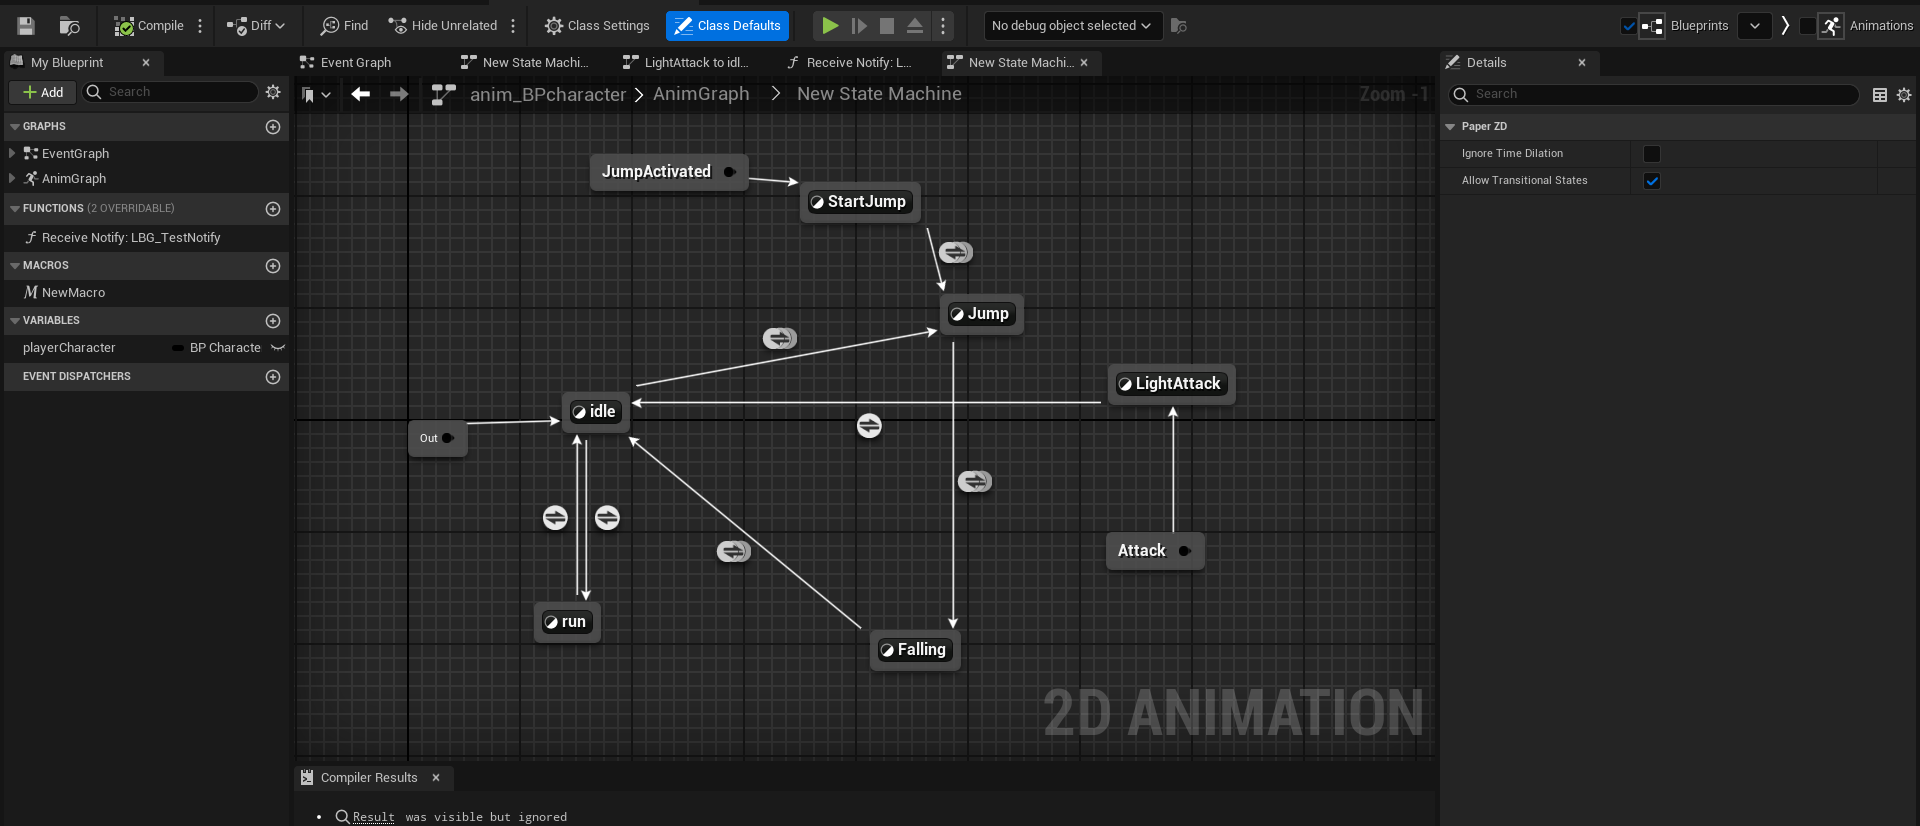 Compile
Diff
Find
Hide Unrelated
Class Settings
Class Defaults
No debug object selected
Blueprints
Animations
My Blueprint
Event Graph
New State Machi...
LightAttack to idl...
Receive Notify: L...
New State Machi...
Details
Add
Search
anim_BPcharacter
AnimGraph
New State Machine
Zoom -1
Search
GRAPHS
EventGraph
AnimGraph
FUNCTIONS (2 OVERRIDABLE)
Receive Notify: LBG_TestNotify
MACROS
NewMacro
VARIABLES
playerCharacter
BP Characte
EVENT DISPATCHERS
JumpActivated
StartJump
Jump
LightAttack
idle
Out
Attack
run
Falling
2D ANIMATION
Paper ZD
Ignore Time Dilation
Allow Transitional States
Compiler Results
Result was visible but ignored